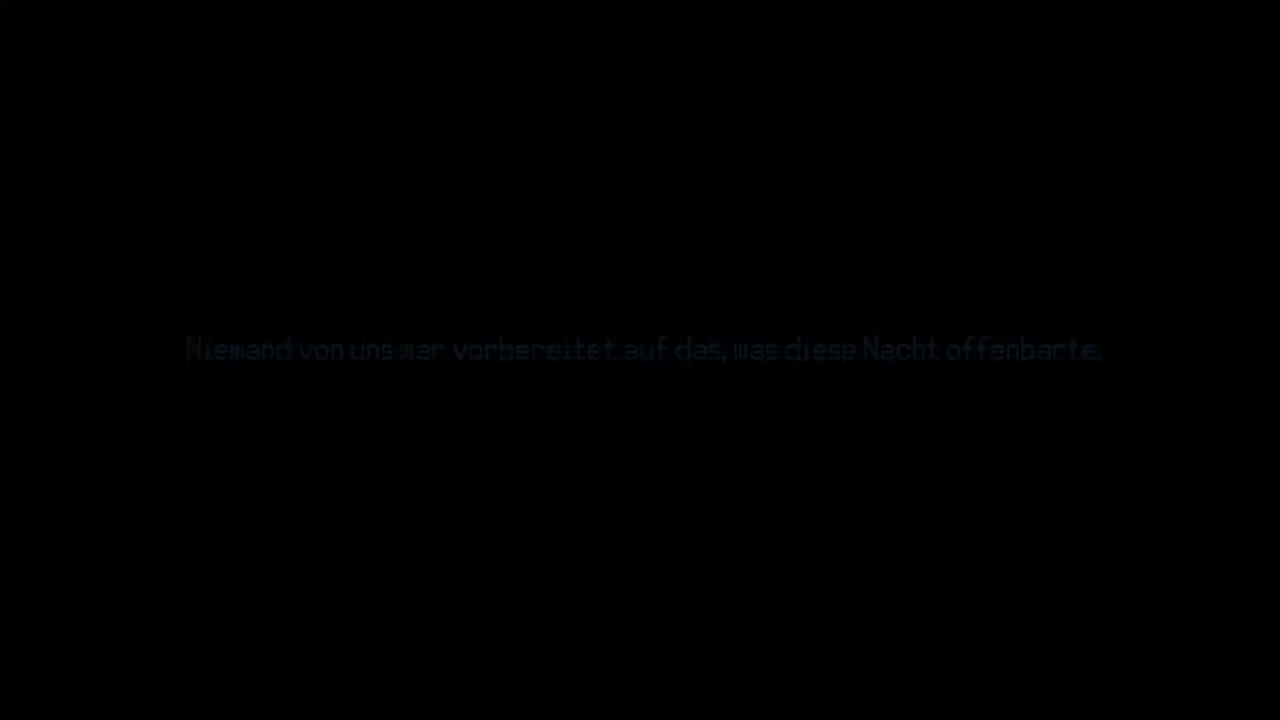 Niemand von uns war vorbereitet auf das, was diese Nacht offenbarte.